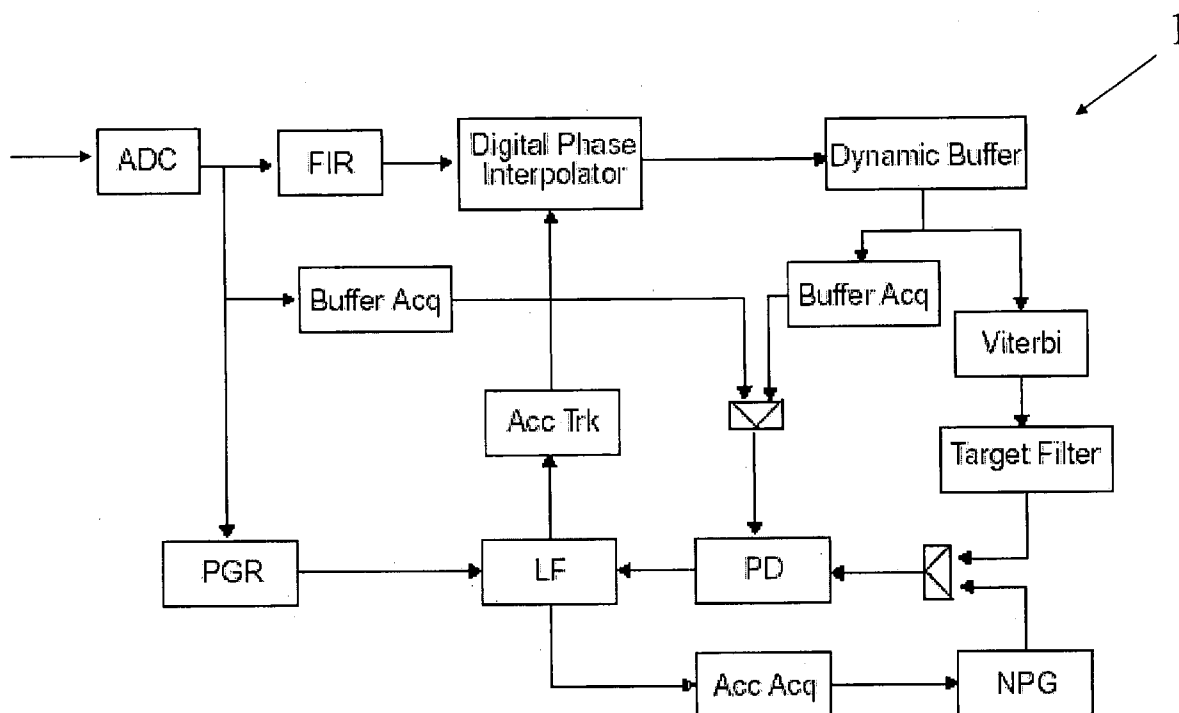 1
ADC
FIR
Digital Phase
Interpolator
Dynamic Buffer
Buffer Acq
Buffer Acq
Viterbi
Acc Trk
Target Filter
PGR
LF
PD
Acc Acq
NPG